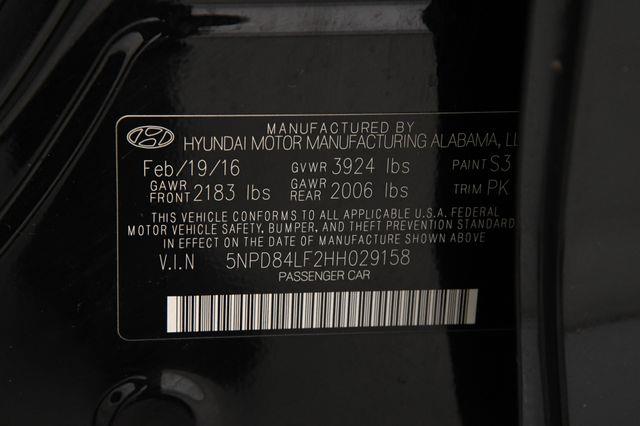 MANUFACTURED BY
HYUNDAI MOTOR MANUFACTURING ALABAMA,
Feb/19/16 GVWR 3924 lbs PAINT S3
GAWR FRONT 2183 lbs GAWR REAR 2006 lbs TRIM PK
THIS VEHICLE CONFORMS TO ALL APPLICABLE U.S.A. FEDERAL
MOTOR VEHICLE SAFETY, BUMPER, AND THEFT PREVENTION STANDARD
IN EFFECT ON THE DATE OF MANUFACTURE SHOWN ABOVE
V.I.N 5NPD84LF2HH029158
PASSENGER CAR